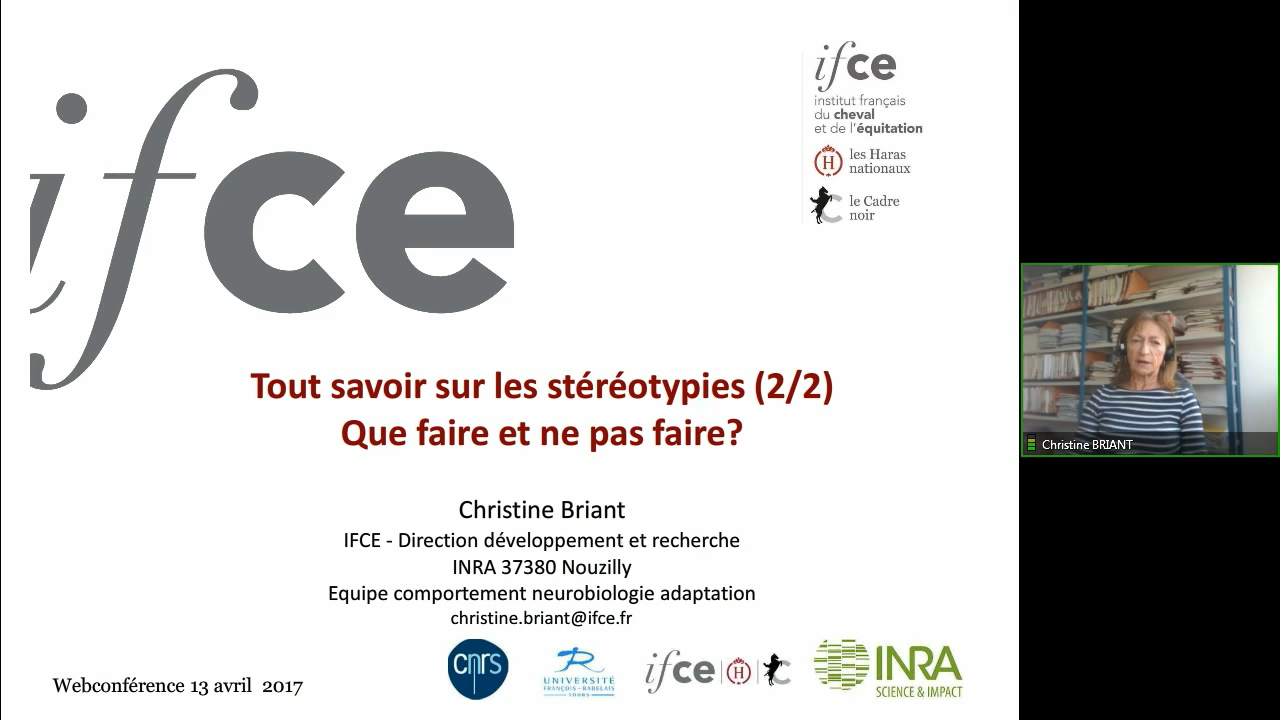 ifce
ifce
institut français
du cheval
et de l'équitation
H
les Haras
nationaux
le Cadre
noir
Tout savoir sur les stéréotypies (2/2)
Que faire et ne pas faire?
Christine Briant
IFCE - Direction développement et recherche
INRA 37380 Nouzilly
Equipe comportement neurobiologie adaptation
christine.briant@ifce.fr
Christine BRIANT
cnrs
UNIVERSITÉ
FRANÇOIS - RABELAIS
TOURS
ifce
H
INRA
SCIENCE & IMPACT
Webconférence 13 avril 2017